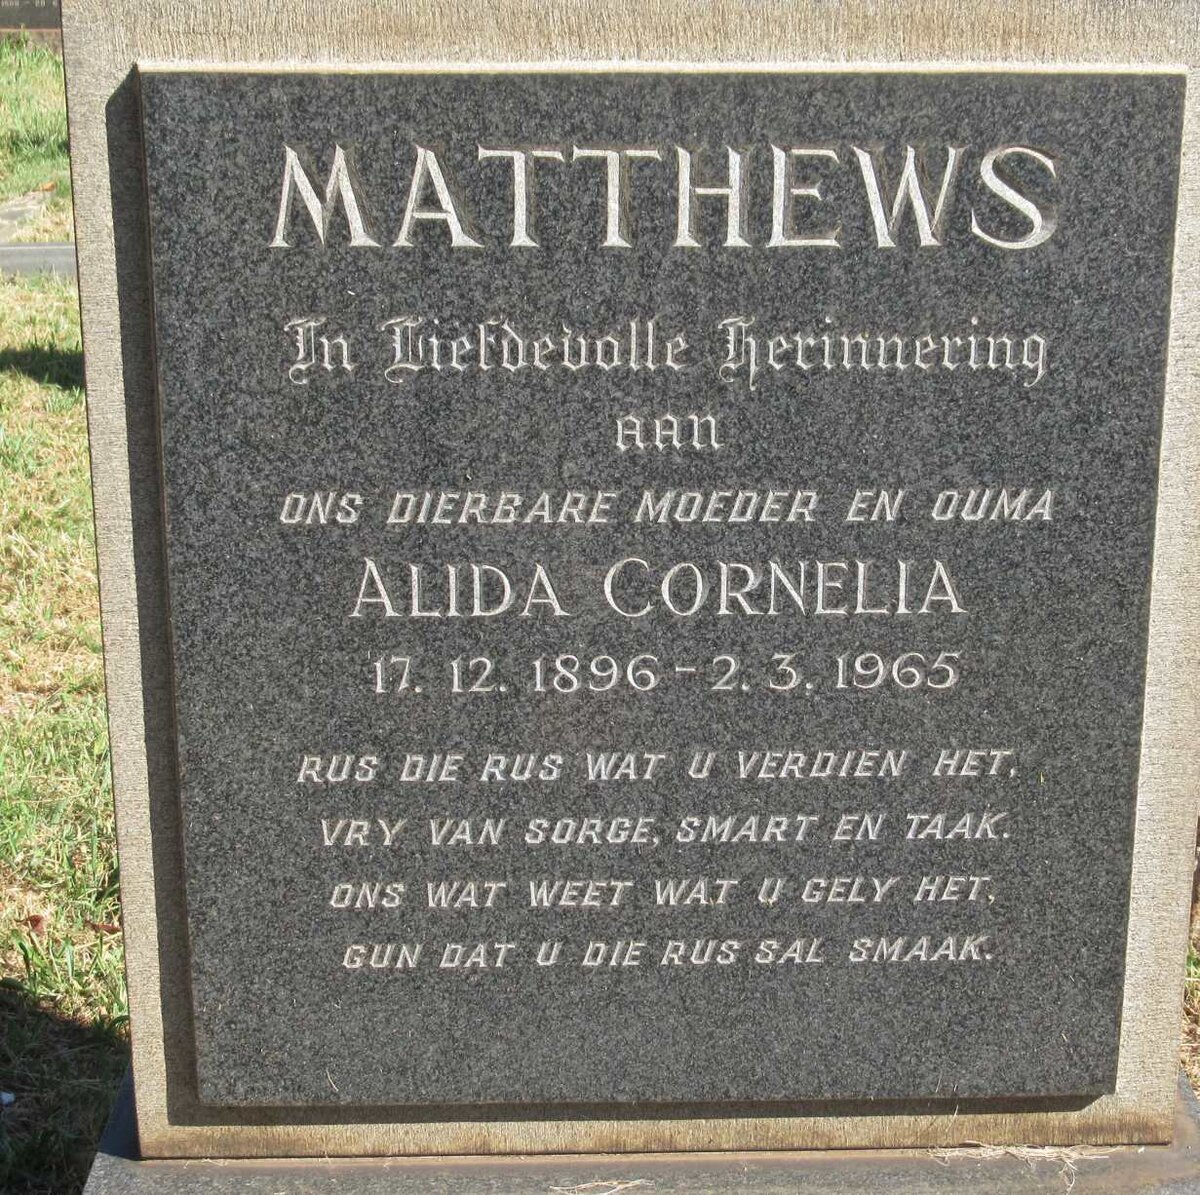 MATTHEWS
In Liefdevolle Herinnering
aan
ONS DIERBARE MOEDER EN OUMA
ALIDA CORNELIA
17. 12. 1896 - 2. 3. 1965
RUS DIE RUS WAT U VERDIEN HET,
VRY VAN SORGE, SMART EN TAAK.
ONS WAT WEET WAT U GELY HET,
GUN DAT U DIE RUS SAL SMAAK.